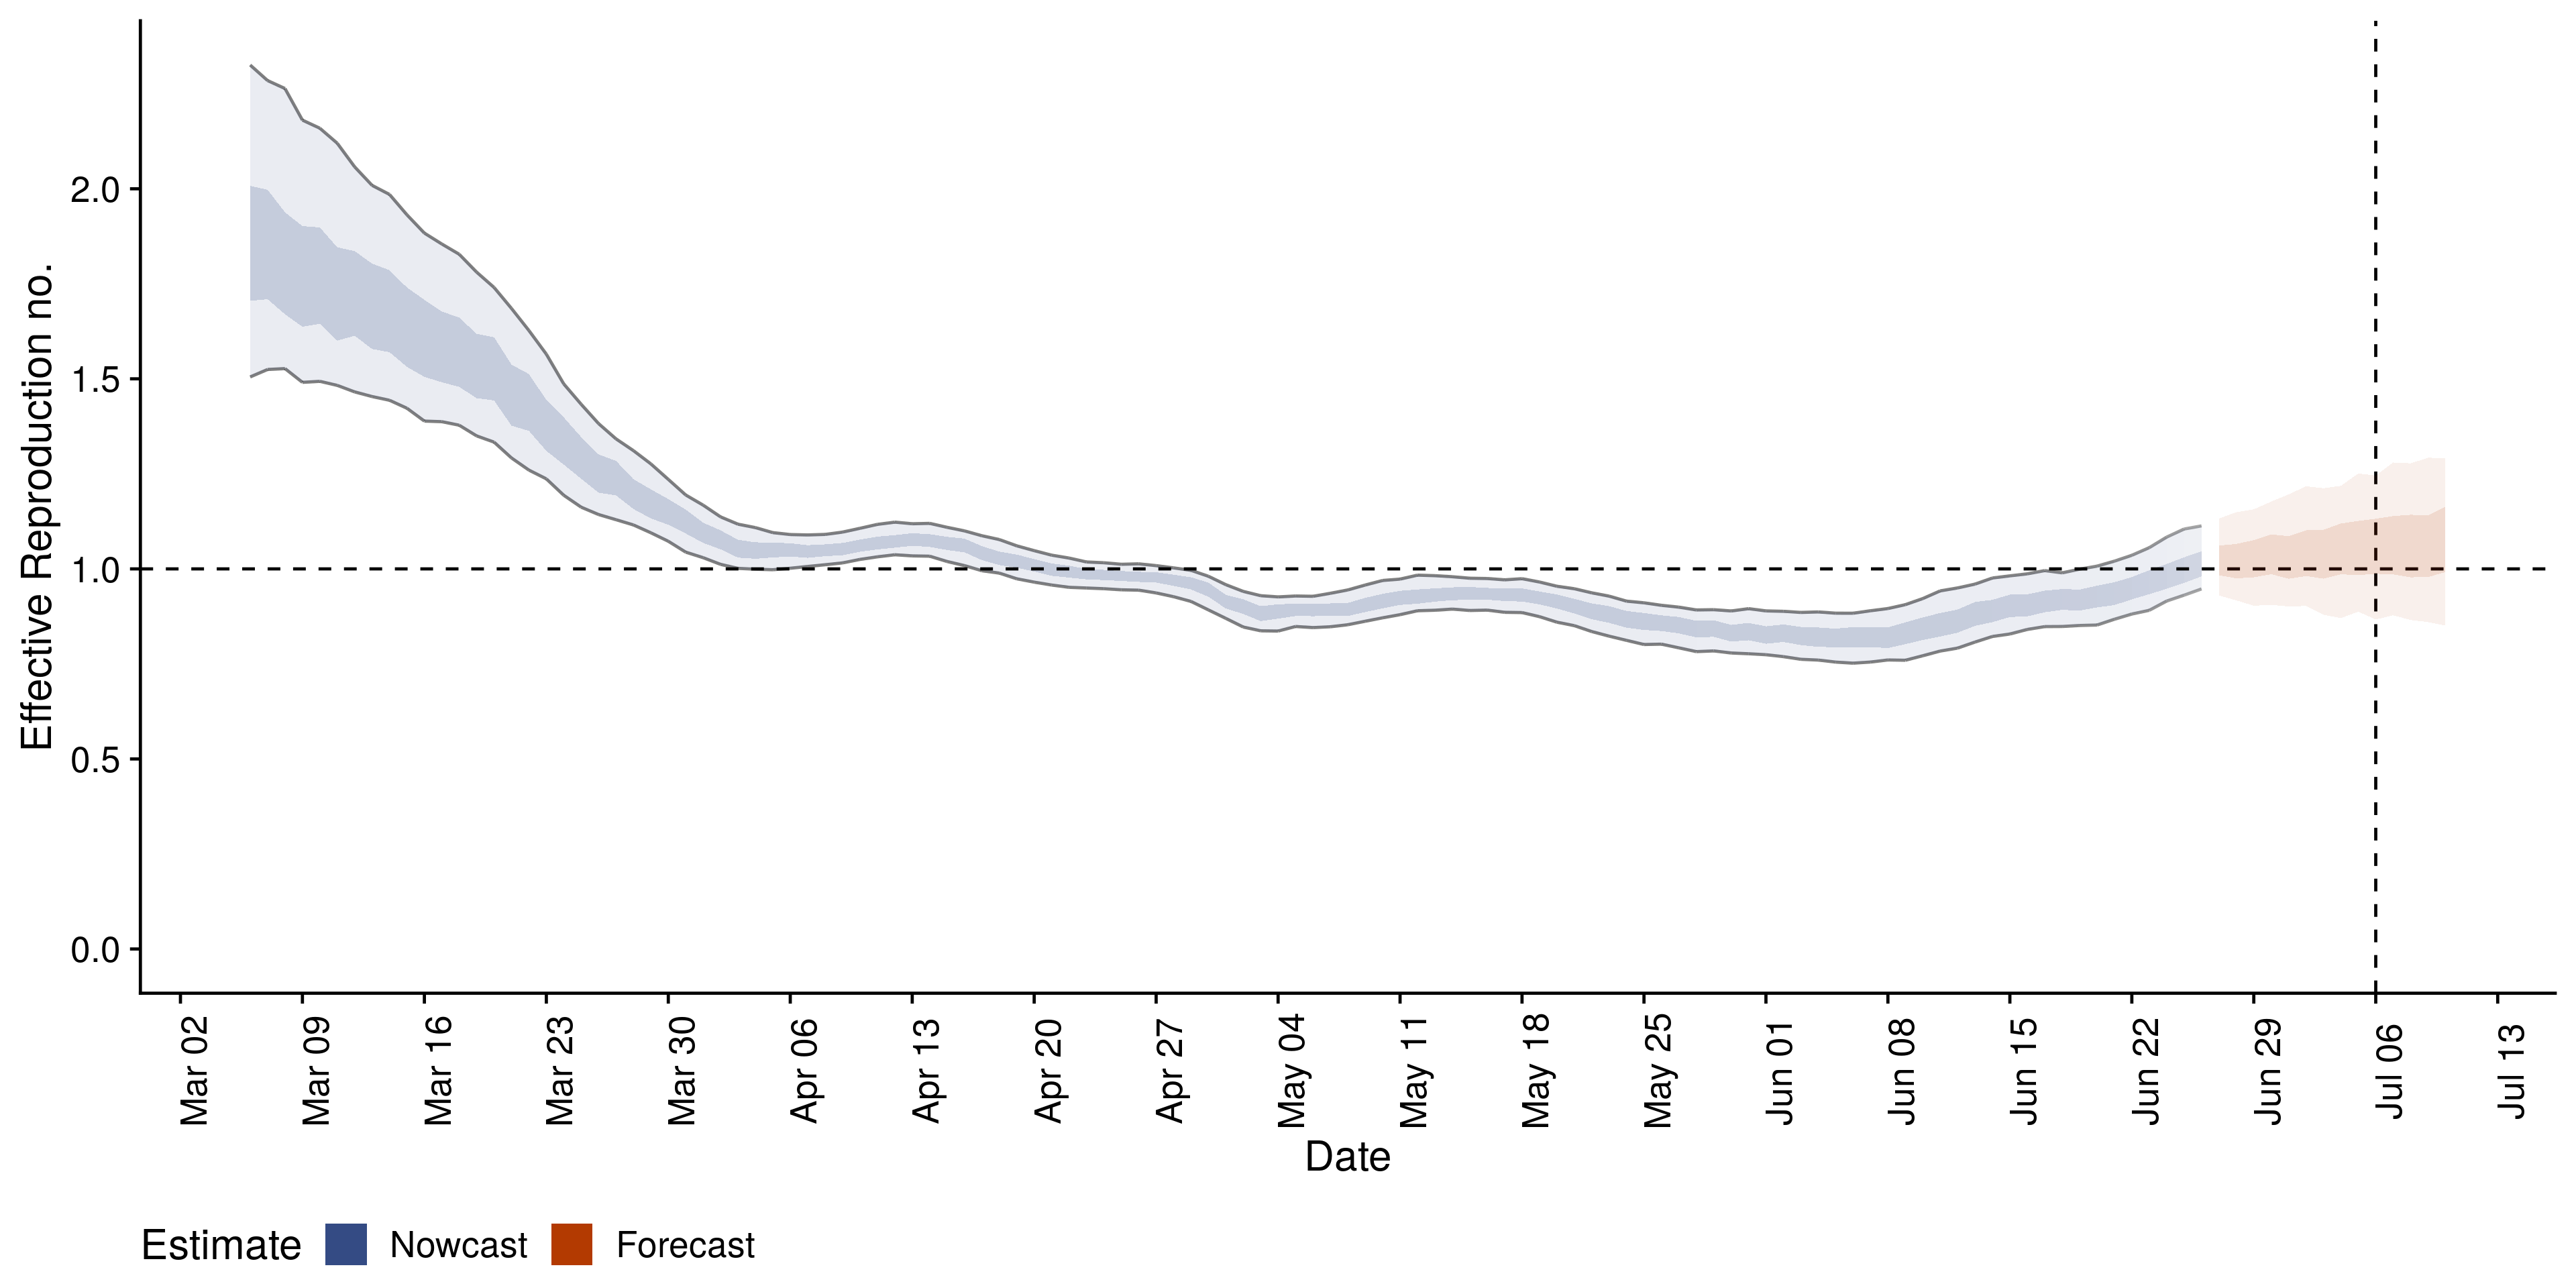 Effective Reproduction no.
2.0
1.5
1.0
0.5
0.0
Mar 02
Mar 09
Mar 16
Mar 23
Mar 30
Apr 06
Apr 13
Apr 20
Apr 27
May 04
May 11
May 18
May 25
Jun 01
Jun 08
Jun 15
Jun 22
Jun 29
Jul 06
Jul 13
Date
Estimate Nowcast Forecast